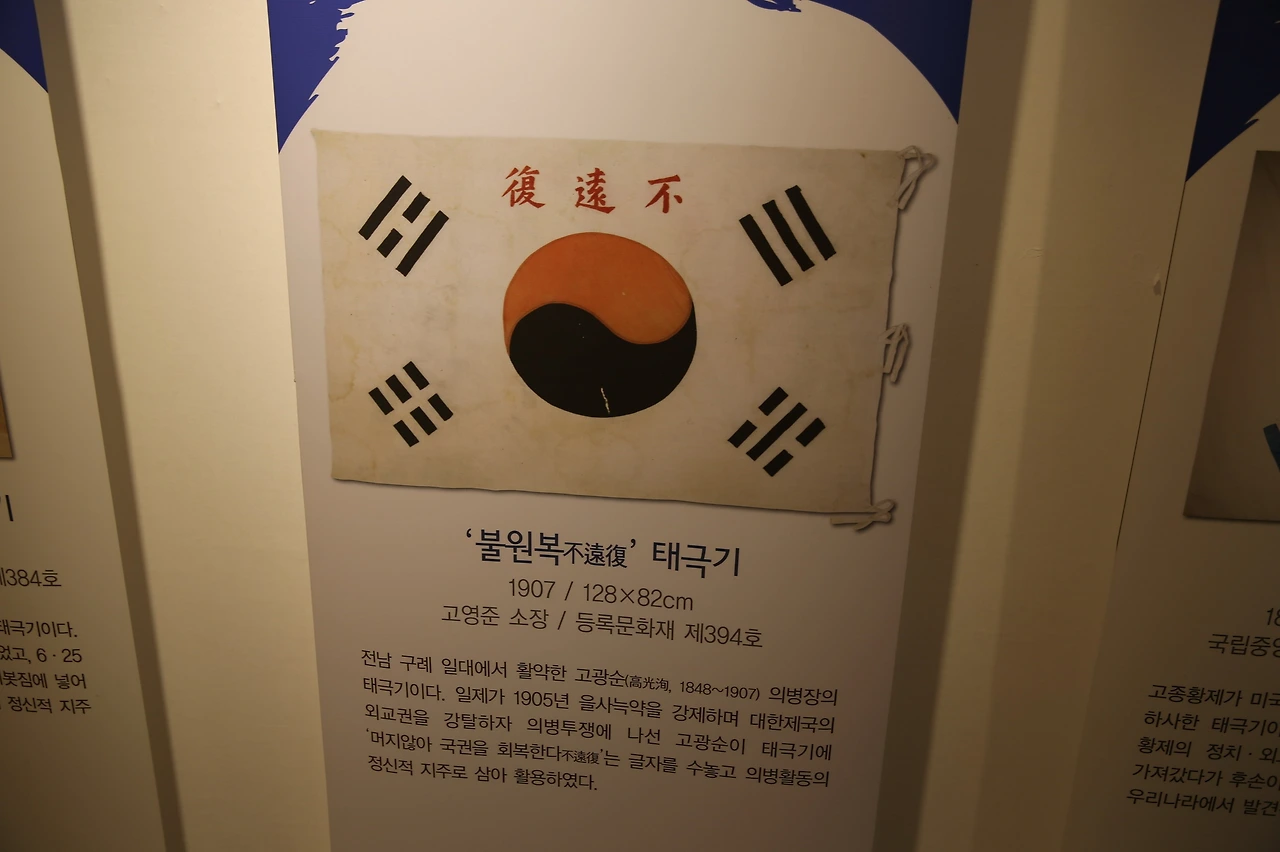 復遠不
'불원복不遠復' 태극기
1907 / 128×82cm
고영준 소장 / 등록문화재 제394호
전남 구례 일대에서 활약한 고광순(高光洵, 1848~1907) 의병장의
태극기이다. 일제가 1905년 을사늑약을 강제하며 대한제국의
외교권을 강탈하자 의병투쟁에 나선 고광순이 태극기에
'머지않아 국권을 회복한다不遠復'는 글자를 수놓고 의병활동의
정신적 지주로 삼아 활용하였다.
기
제384호
태극기이다.
었고, 6·25
봇짐에 넣어
정신적 지주
18
국립중앙
고종황제가 미국
하사한 태극기이
황제의 정치·외
가져갔다가 후손이
우리나라에서 발견